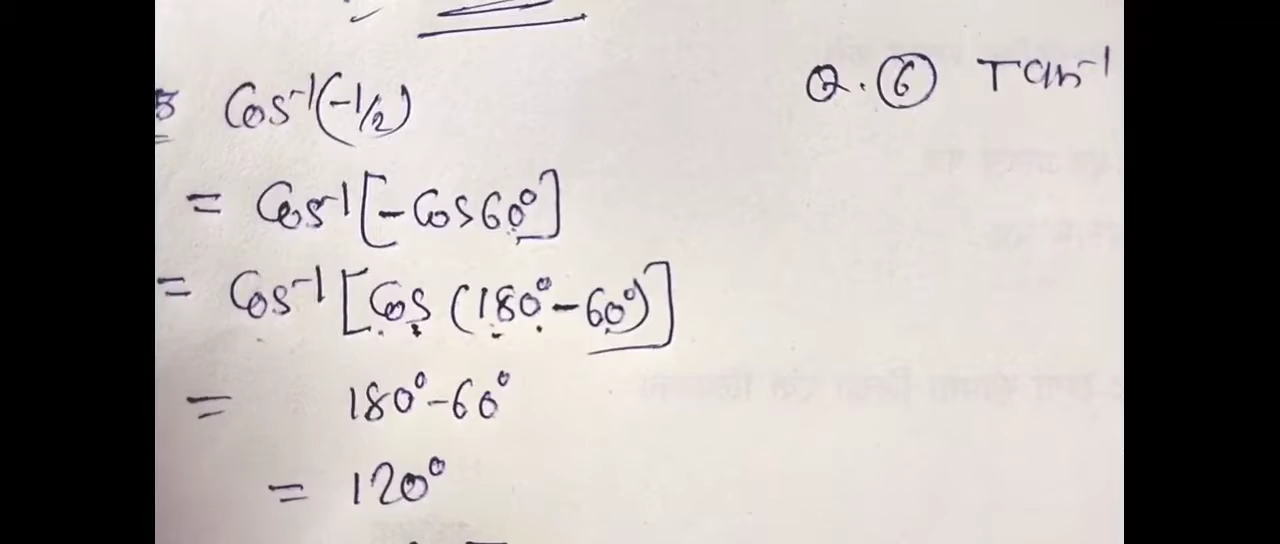 Cos⁻¹(-1/2)
= Cos⁻¹[-Cos60°]
= Cos⁻¹[Cos (180°-60°)]
= 180°-60°
= 120°
Q. 6 Tan⁻¹